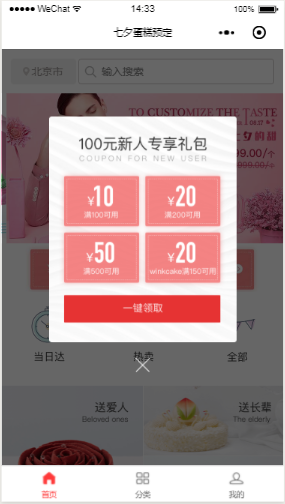 WeChat 14:33 100%
七夕蛋糕预定
北京市 输入搜索
TO CUSTOMIZE THE TASTE
100元新人专享礼包
COUPON FOR NEW USER
¥10 ¥20
满100可用 满200可用
¥50 ¥20
满500可用 winkcake满150可用
一键领取
当日达 热卖 全部
送爱人 送长辈
Beloved ones The elderly
首页 分类 我的